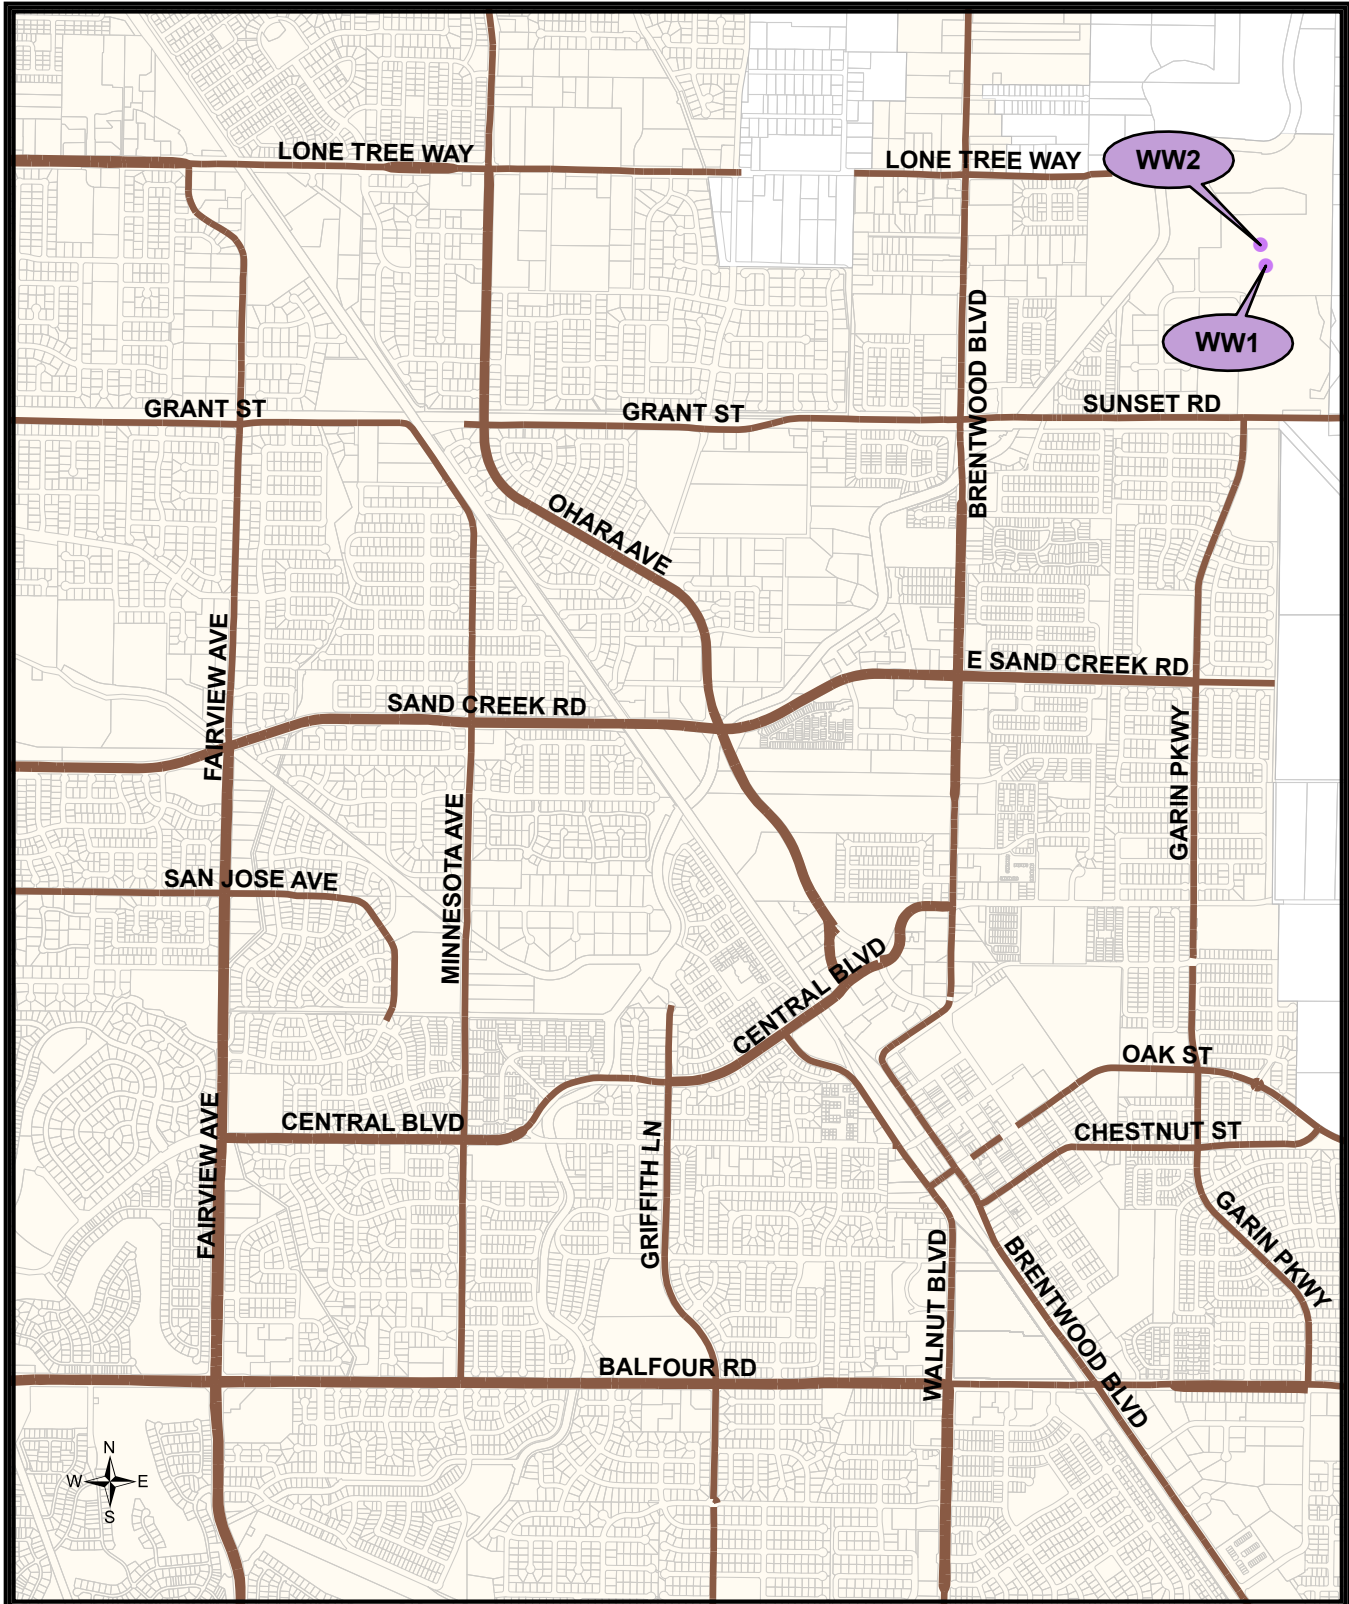 LONE TREE WAY
LONE TREE WAY
WW2
WW1
BRENTWOOD BLVD
GRANT ST
GRANT ST
SUNSET RD
OHARA AVE
FAIRVIEW AVE
E SAND CREEK RD
SAND CREEK RD
GARIN PKWY
MINNESOTA AVE
SAN JOSE AVE
CENTRAL BLVD
OAK ST
CENTRAL BLVD
CHESTNUT ST
FAIRVIEW AVE
GRIFFITH LN
GARIN PKWY
WALNUT BLVD
BRENTWOOD BLVD
BALFOUR RD
N
W
E
S